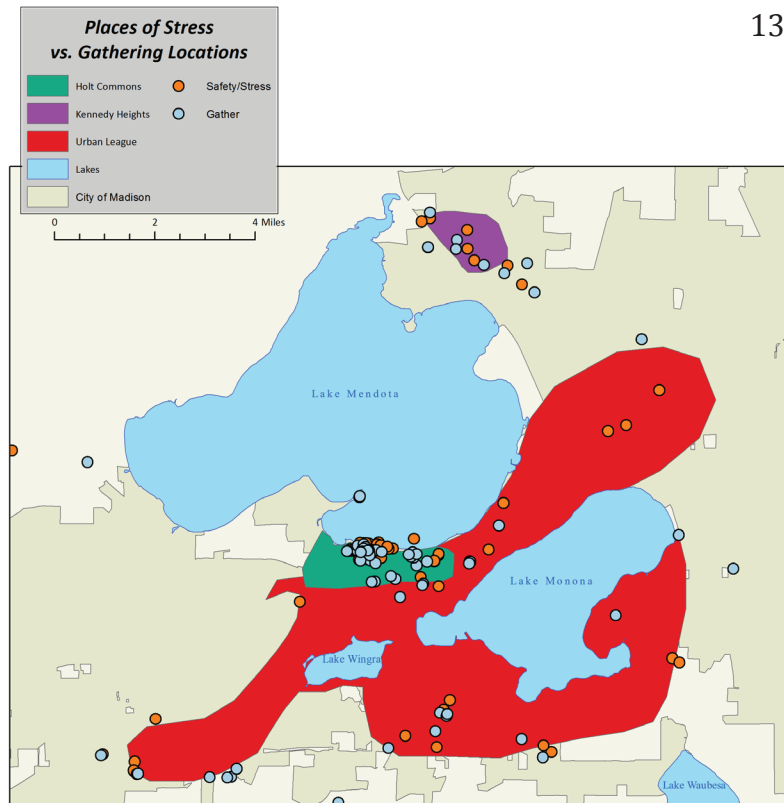 13
Places of Stress
vs. Gathering Locations
Holt Commons
Safety/Stress
Kennedy Heights
Gather
Urban League
Lakes
City of Madison
0 2 4 Miles
Lake Mendota
Lake Monona
Lake Wingra
Lake Waubesa